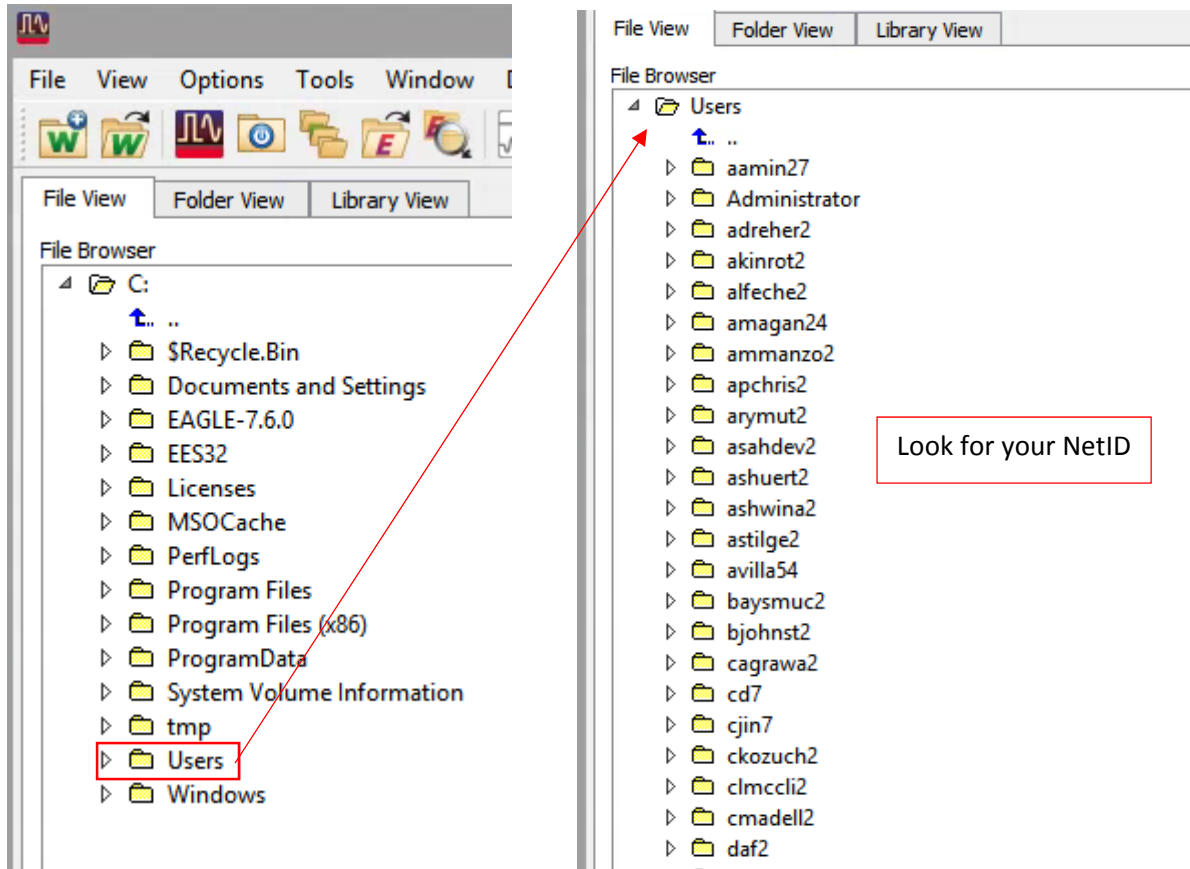 File View Options Tools Window
File View Folder View Library View
File Browser
C:
..
$Recycle.Bin
Documents and Settings
EAGLE-7.6.0
EES32
Licenses
MSOCache
PerfLogs
Program Files
Program Files (x86)
ProgramData
System Volume Information
tmp
Users
Windows
File View Folder View Library View
File Browser
Users
..
aamin27
Administrator
adreher2
akinrot2
alfeche2
amagan24
ammanzo2
apchris2
arymut2
asahdev2
ashuert2
ashwina2
astilge2
avilla54
baysmuc2
bjohnst2
cagrawa2
cd7
cjin7
ckozuch2
clmccli2
cmadell2
daf2
Look for your NetID